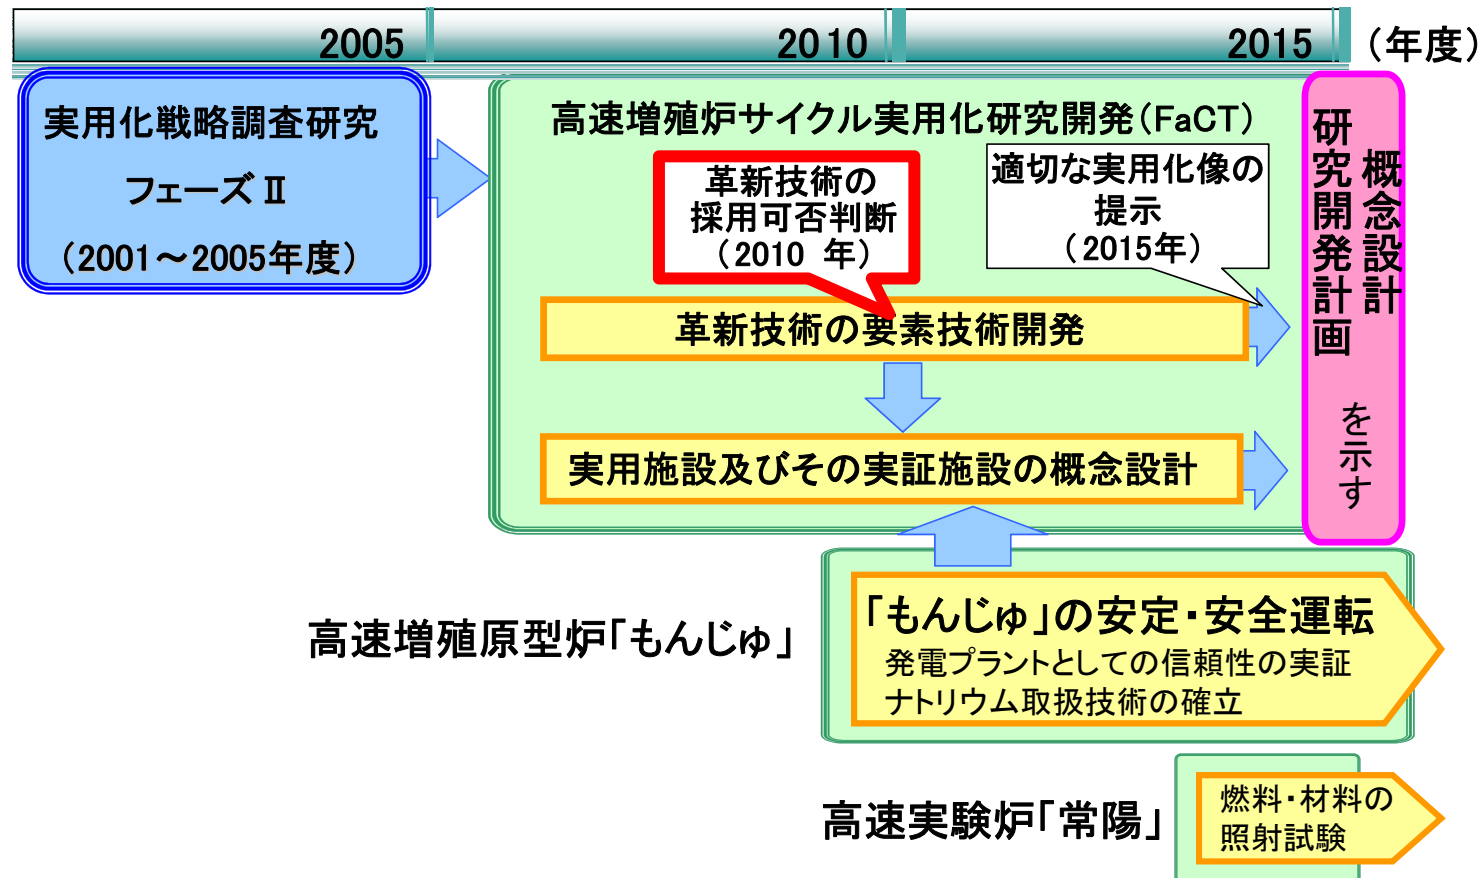 2005
2010
2015
（年度）
実用化戦略調査研究
フェーズⅡ
（2001～2005年度）
高速増殖炉サイクル実用化研究開発（FaCT）
革新技術の
採用可否判断
（2010 年）
適切な実用化像の
提示
（2015年）
革新技術の要素技術開発
実用施設及びその実証施設の概念設計
概念設計
研究開発計画
を示す
高速増殖原型炉「もんじゅ」
「もんじゅ」の安定・安全運転
発電プラントとしての信頼性の実証
ナトリウム取扱技術の確立
高速実験炉「常陽」
燃料・材料の
照射試験